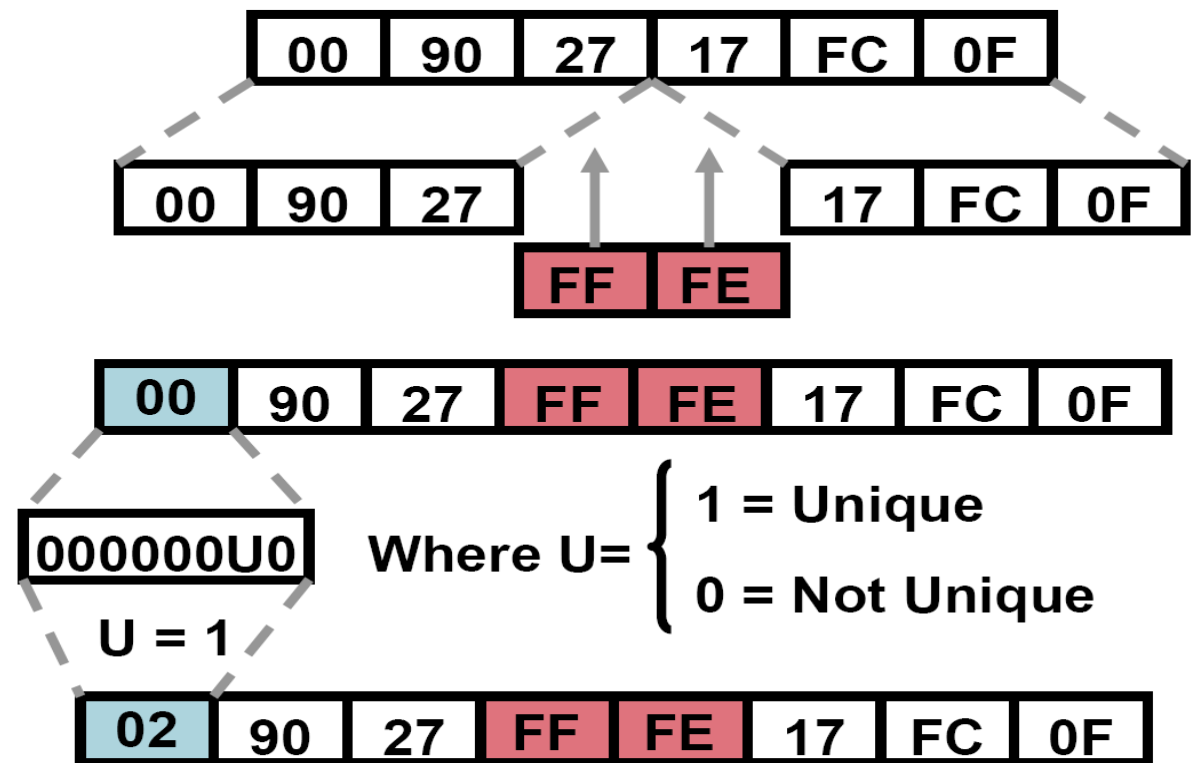 00 90 27 17 FC 0F
00 90 27 17 FC 0F
FF FE
00 90 27 FF FE 17 FC 0F
1 = Unique
000000U0 Where U=
0 = Not Unique
U = 1
02 90 27 FF FE 17 FC 0F